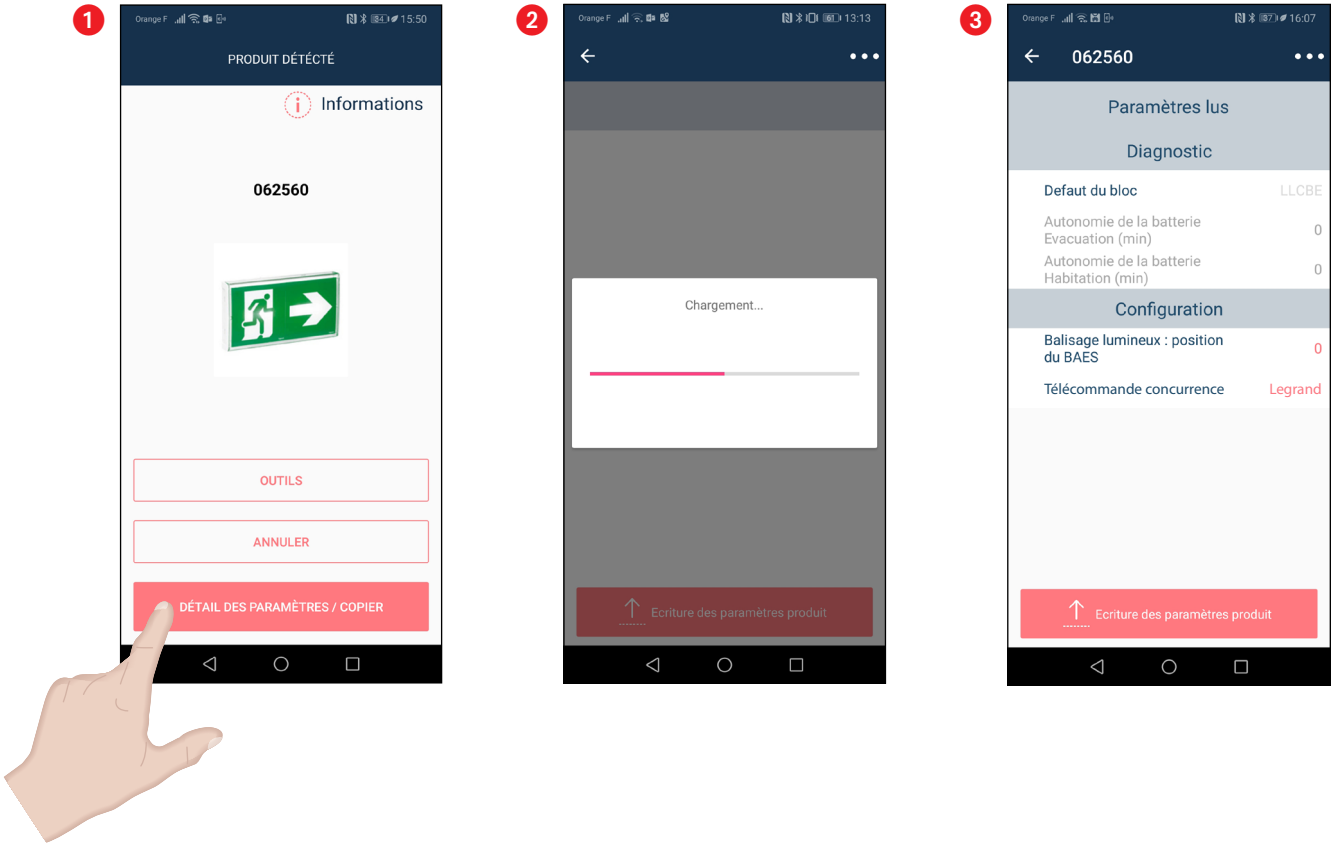 1
Orange F
34
15:50
PRODUIT DÉTÉCTÉ
i
Informations
062560
OUTILS
ANNULER
DÉTAIL DES PARAMÈTRES / COPIER
2
Orange F
61
13:13
Chargement...
Ecriture des paramètres produit
3
Orange F
37
16:07
062560
Paramètres lus
Diagnostic
Defaut du bloc
LLCBE
Autonomie de la batterie
Evacuation (min)
0
Autonomie de la batterie
Habitation (min)
0
Configuration
Balisage lumineux : position
du BAES
0
Télécommande concurrence
Legrand
Ecriture des paramètres produit